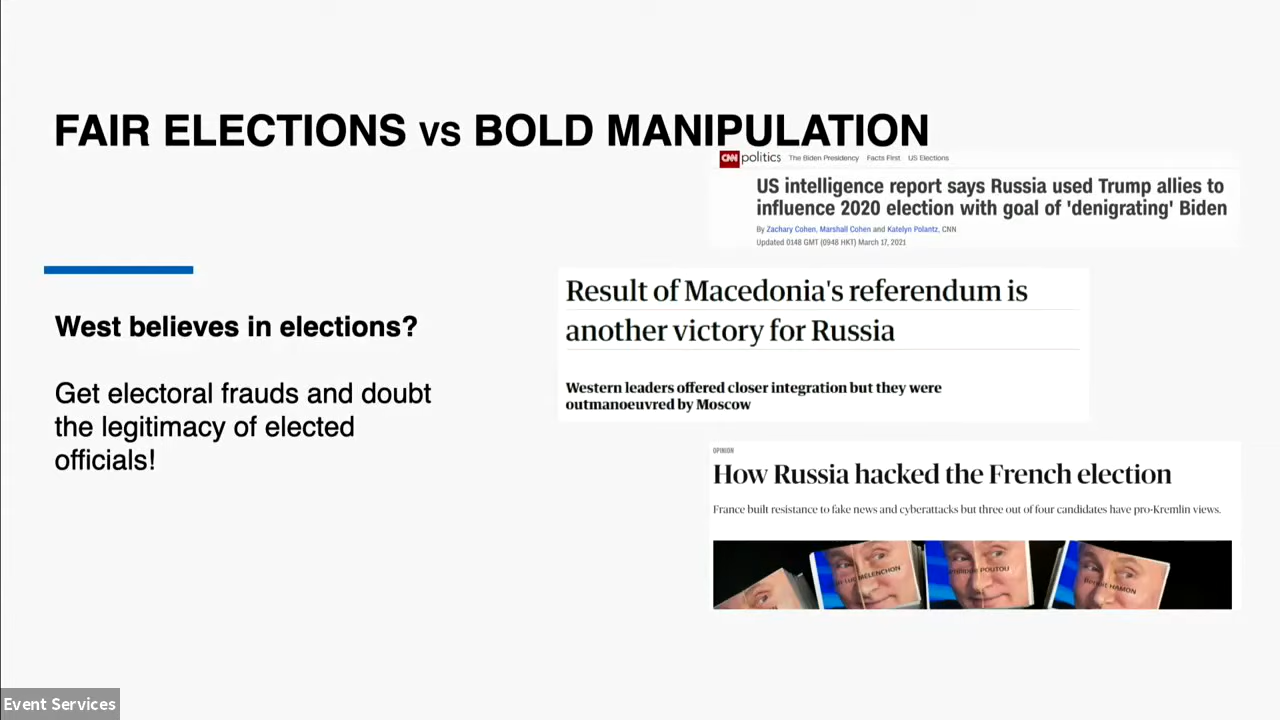 FAIR ELECTIONS vs BOLD MANIPULATION
CNN politics The Biden Presidency Facts First US Elections
US intelligence report says Russia used Trump allies to
influence 2020 election with goal of 'denigrating' Biden
By Zachary Cohen, Marshall Cohen and Katelyn Polantz, CNN
Updated 0148 GMT (0948 HKT) March 17, 2021
West believes in elections?
Get electoral frauds and doubt
the legitimacy of elected
officials!
Result of Macedonia's referendum is
another victory for Russia
Western leaders offered closer integration but they were
outmanoeuvred by Moscow
OPINION
How Russia hacked the French election
France built resistance to fake news and cyberattacks but three out of four candidates have pro-Kremlin views.
MÉLENCHON
POUTOU
HAMON
Event Services